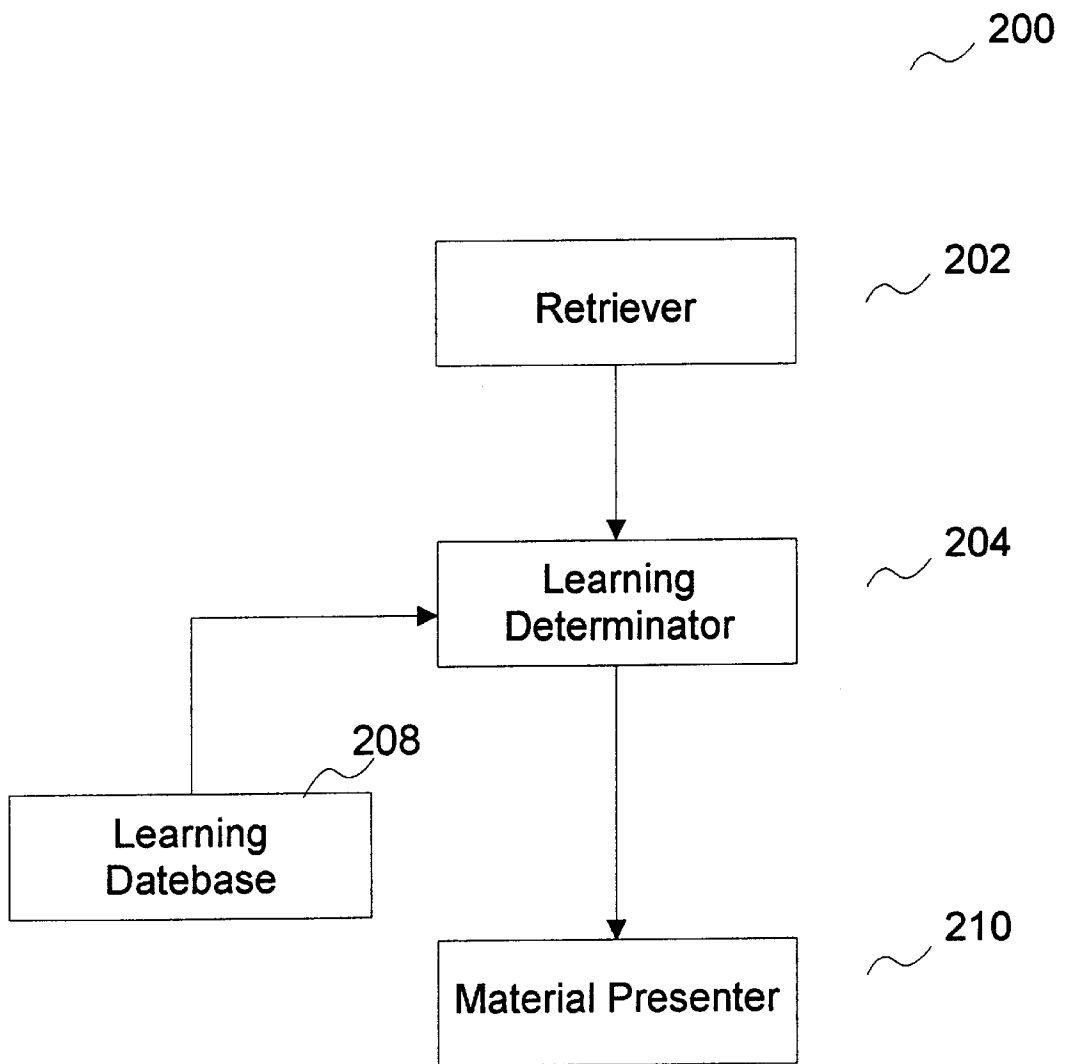 200
202
Retriever
204
Learning
Determinator
208
Learning
Datebase
210
Material Presenter